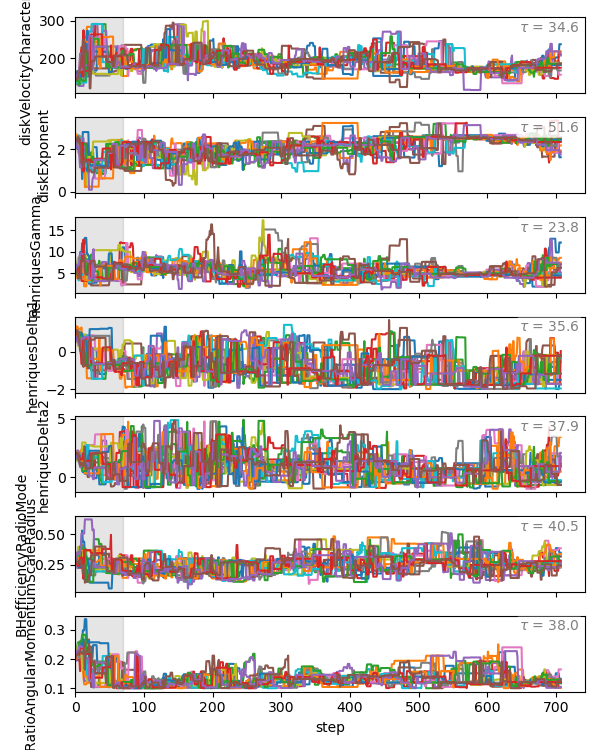 diskVelocityCharacte
300
200
τ = 34.6
diskExponent
2
0
τ = 51.6
henriquesGamma
15
10
5
τ = 23.8
henriquesDelta1
0
−2
τ = 35.6
henriquesDelta2
5
0
τ = 37.9
BHefficiencyRadioMode
0.50
0.25
τ = 40.5
RatioAngularMomentumScaleRadius
0.3
0.2
0.1
τ = 38.0
0 100 200 300 400 500 600 700
step